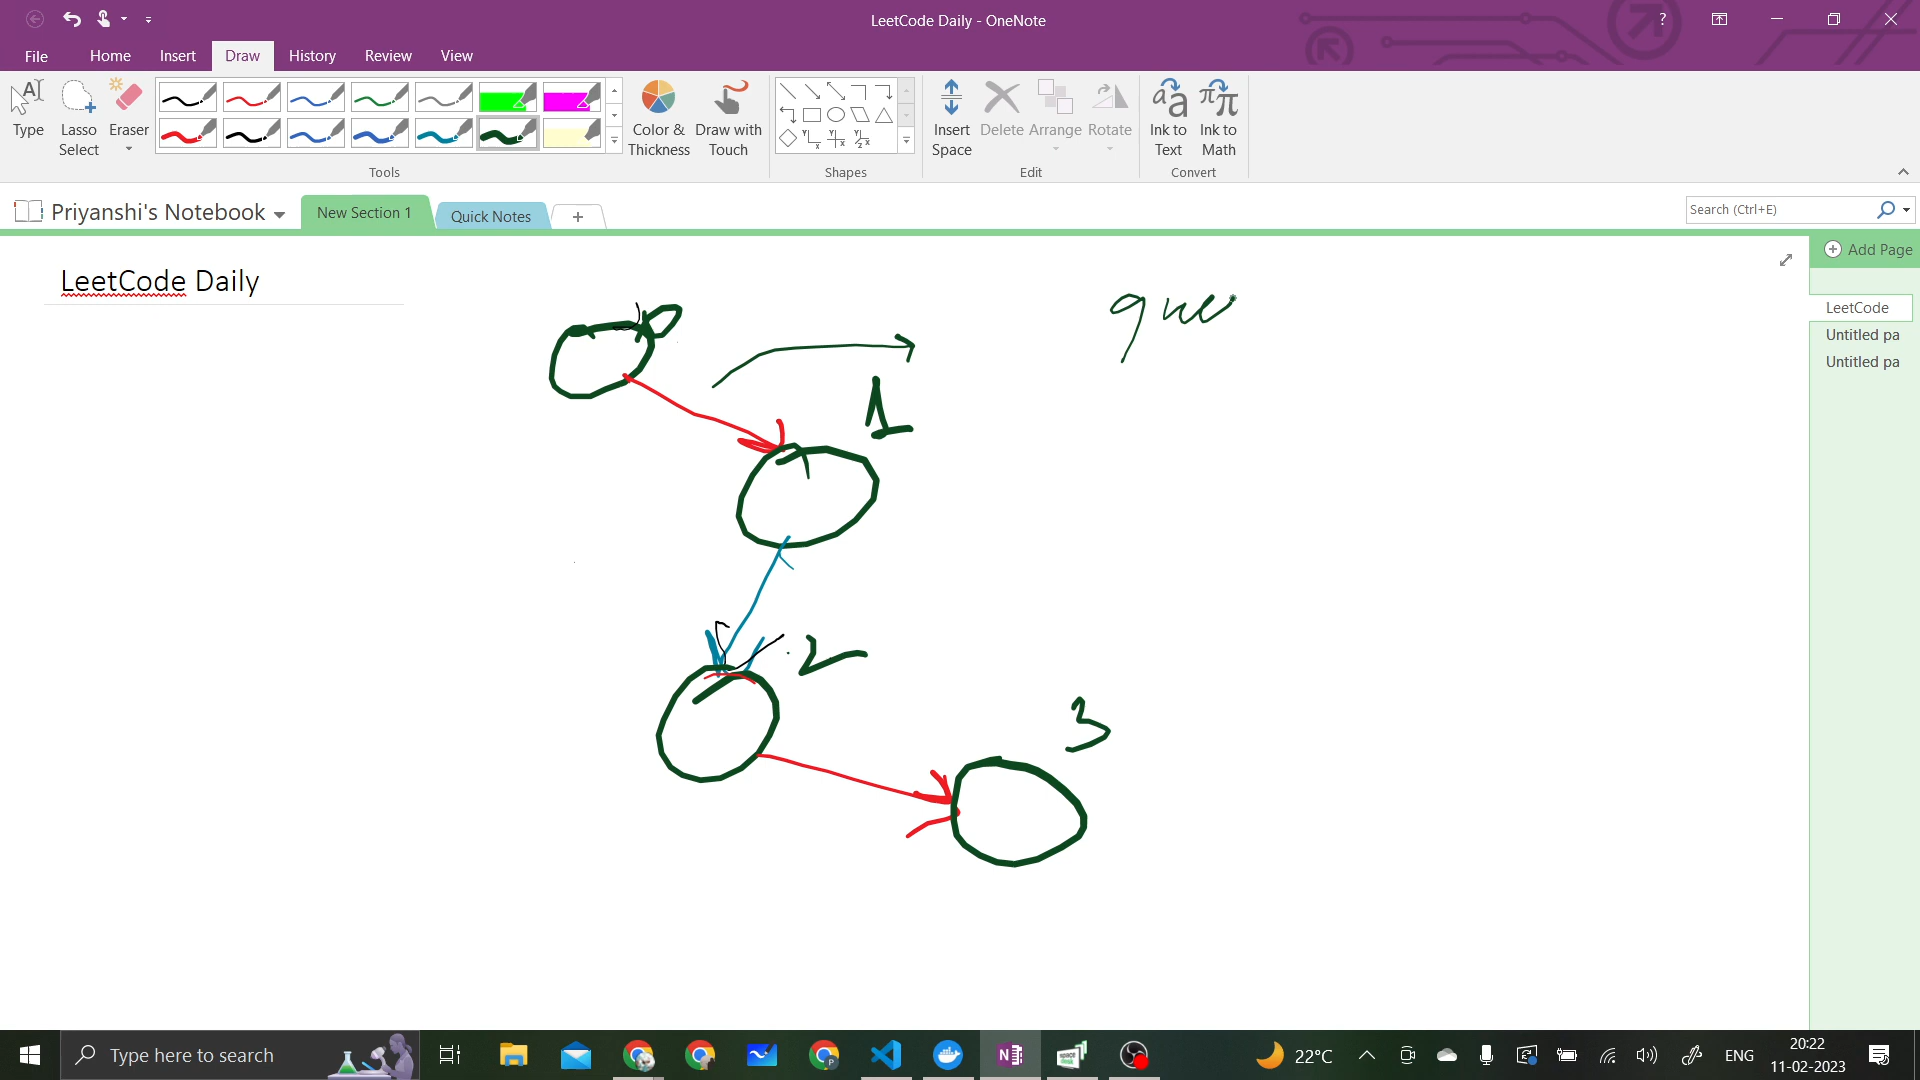 LeetCode Daily - OneNote
?
File Home Insert Draw History Review View
Type
Lasso Select
Eraser
Color & Thickness
Draw with Touch
Insert Space
Delete
Arrange
Rotate
Ink to Text
Ink to Math
Tools Shapes Edit Convert
Priyanshi's Notebook
New Section 1
Quick Notes
+
Search (Ctrl+E)
Add Page
LeetCode Daily
LeetCode
Untitled pa
Untitled pa
0
que
1
2
3
Type here to search
22°C
ENG
20:22
11-02-2023